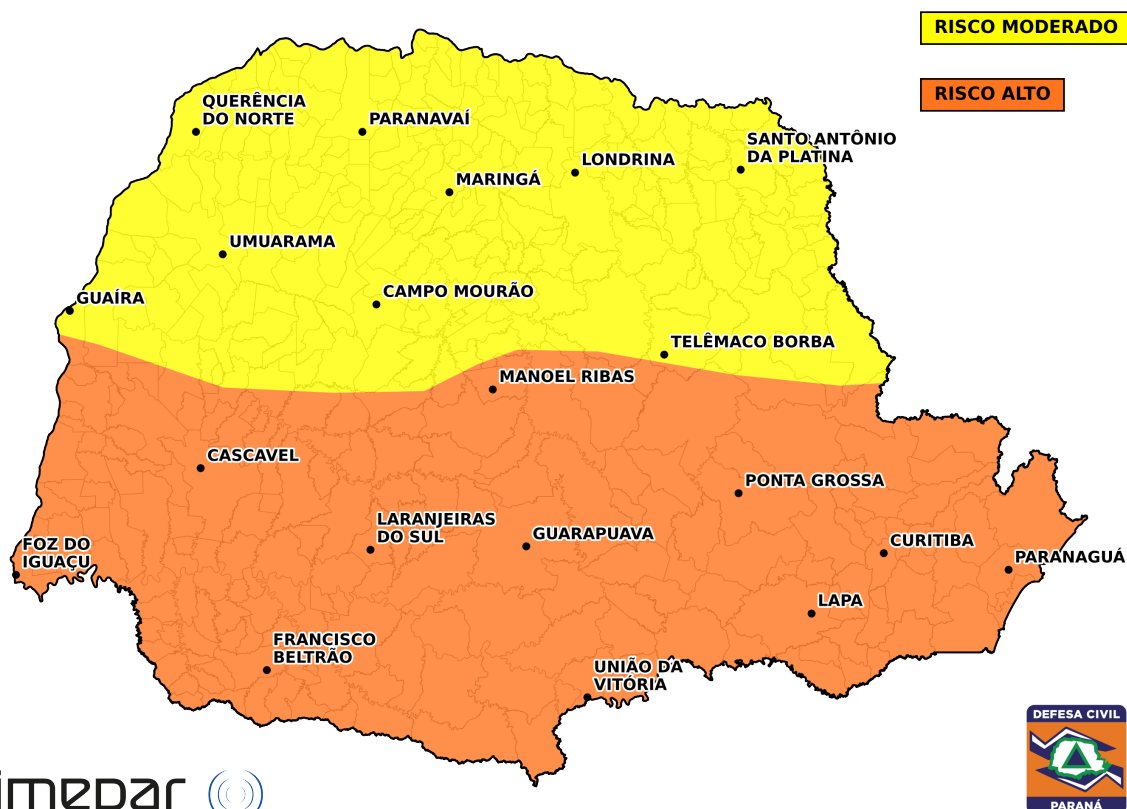 RISCO MODERADO
RISCO ALTO
QUERÊNCIA
DO NORTE
PARANAVAÍ
SANTO ANTÔNIO
DA PLATINA
LONDRINA
MARINGÁ
UMUARAMA
CAMPO MOURÃO
GUAÍRA
TELÊMACO BORBA
MANOEL RIBAS
CASCAVEL
PONTA GROSSA
LARANJEIRAS
DO SUL
GUARAPUAVA
CURITIBA
FOZ DO
IGUAÇU
PARANAGUÁ
LAPA
FRANCISCO
BELTRÃO
UNIÃO DA
VITÓRIA
DEFESA CIVIL
PARANÁ
imepar